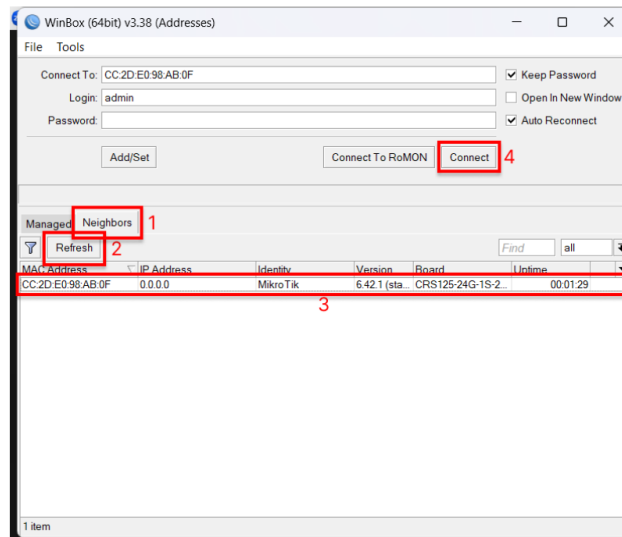 WinBox (64bit) v3.38 (Addresses)
File Tools
Connect To: CC:2D:E0:98:AB:0F
Keep Password
Login: admin
Open In New Window
Password:
Auto Reconnect
Add/Set
Connect To RoMON
Connect
4
Managed
Neighbors
1
Refresh
2
Find
all
MAC Address IP Address Identity Version Board Uptime
CC:2D:E0:98:AB:0F 0.0.0.0 MikroTik 6.42.1 (sta... CRS125-24G-1S-2... 00:01:29
3
1 item